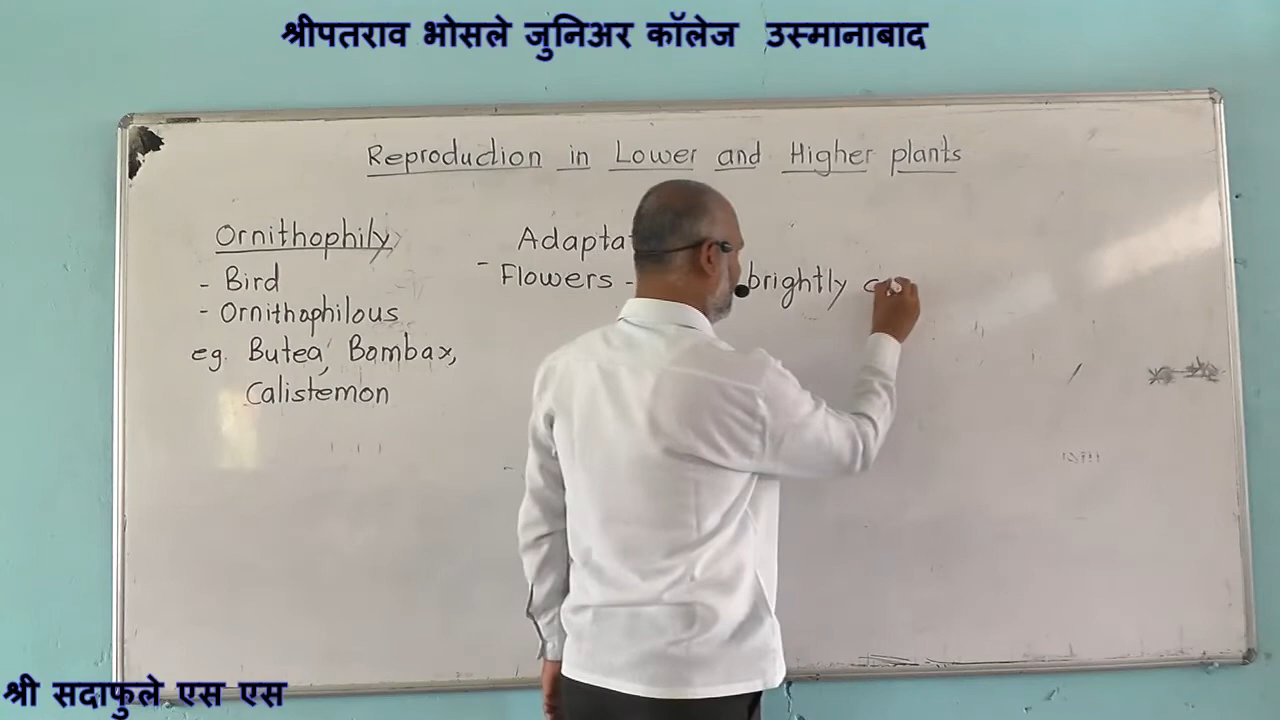 श्रीपतराव भोसले जुनिअर कॉलेज उस्मानाबाद
Reproduction in Lower and Higher plants
Ornithophily
- Bird
- Ornithophilous
eg. Butea, Bombax,
Calistemon
Adapta
- Flowers - brightly c
श्री सदाफुले एस एस